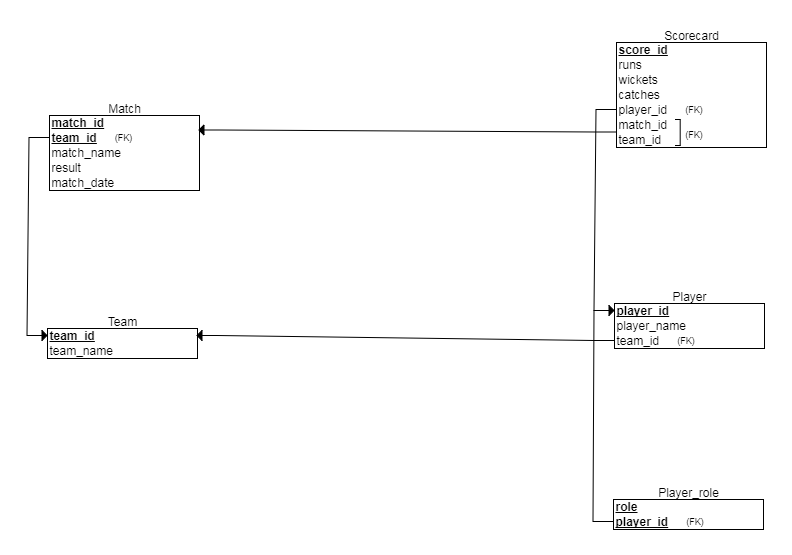 Scorecard
score_id
runs
wickets
catches
player_id (FK)
match_id
team_id (FK)
Match
match_id
team_id (FK)
match_name
result
match_date
Team
team_id
team_name
Player
player_id
player_name
team_id (FK)
Player_role
role
player_id (FK)